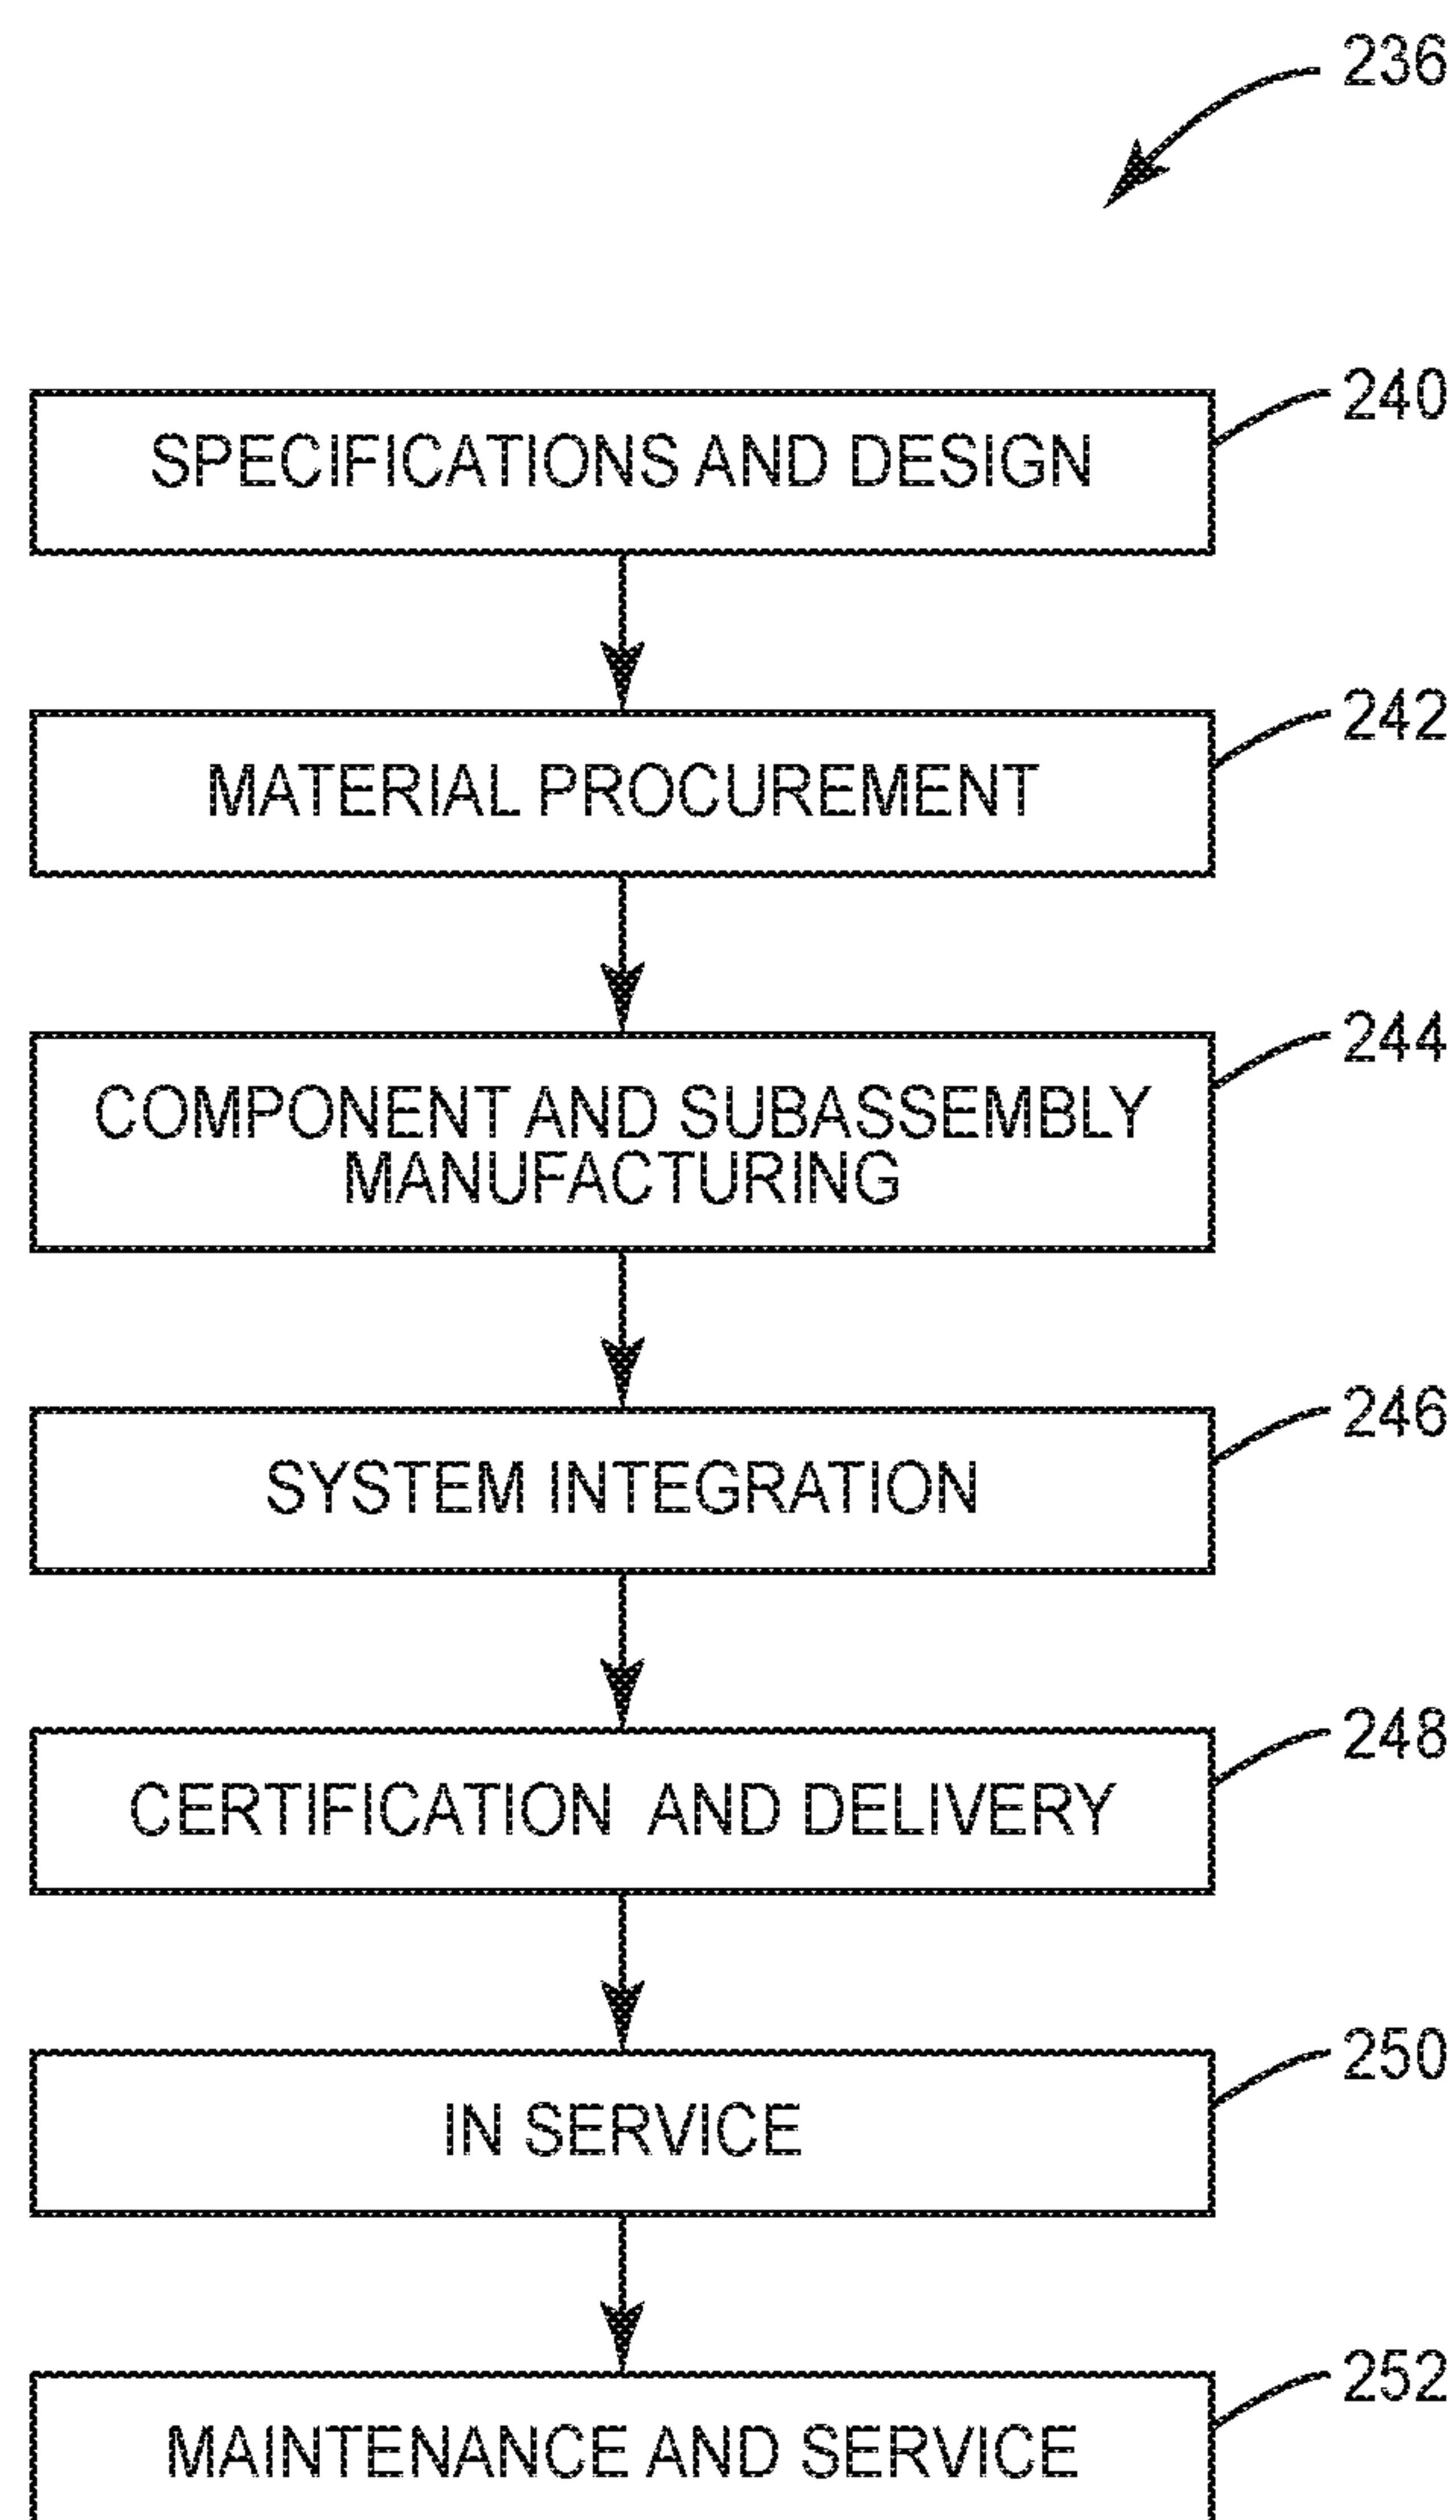 236
240
SPECIFICATIONS AND DESIGN
242
MATERIAL PROCUREMENT
244
COMPONENT AND SUBASSEMBLY
MANUFACTURING
246
SYSTEM INTEGRATION
248
CERTIFICATION AND DELIVERY
250
IN SERVICE
252
MAINTENANCE AND SERVICE